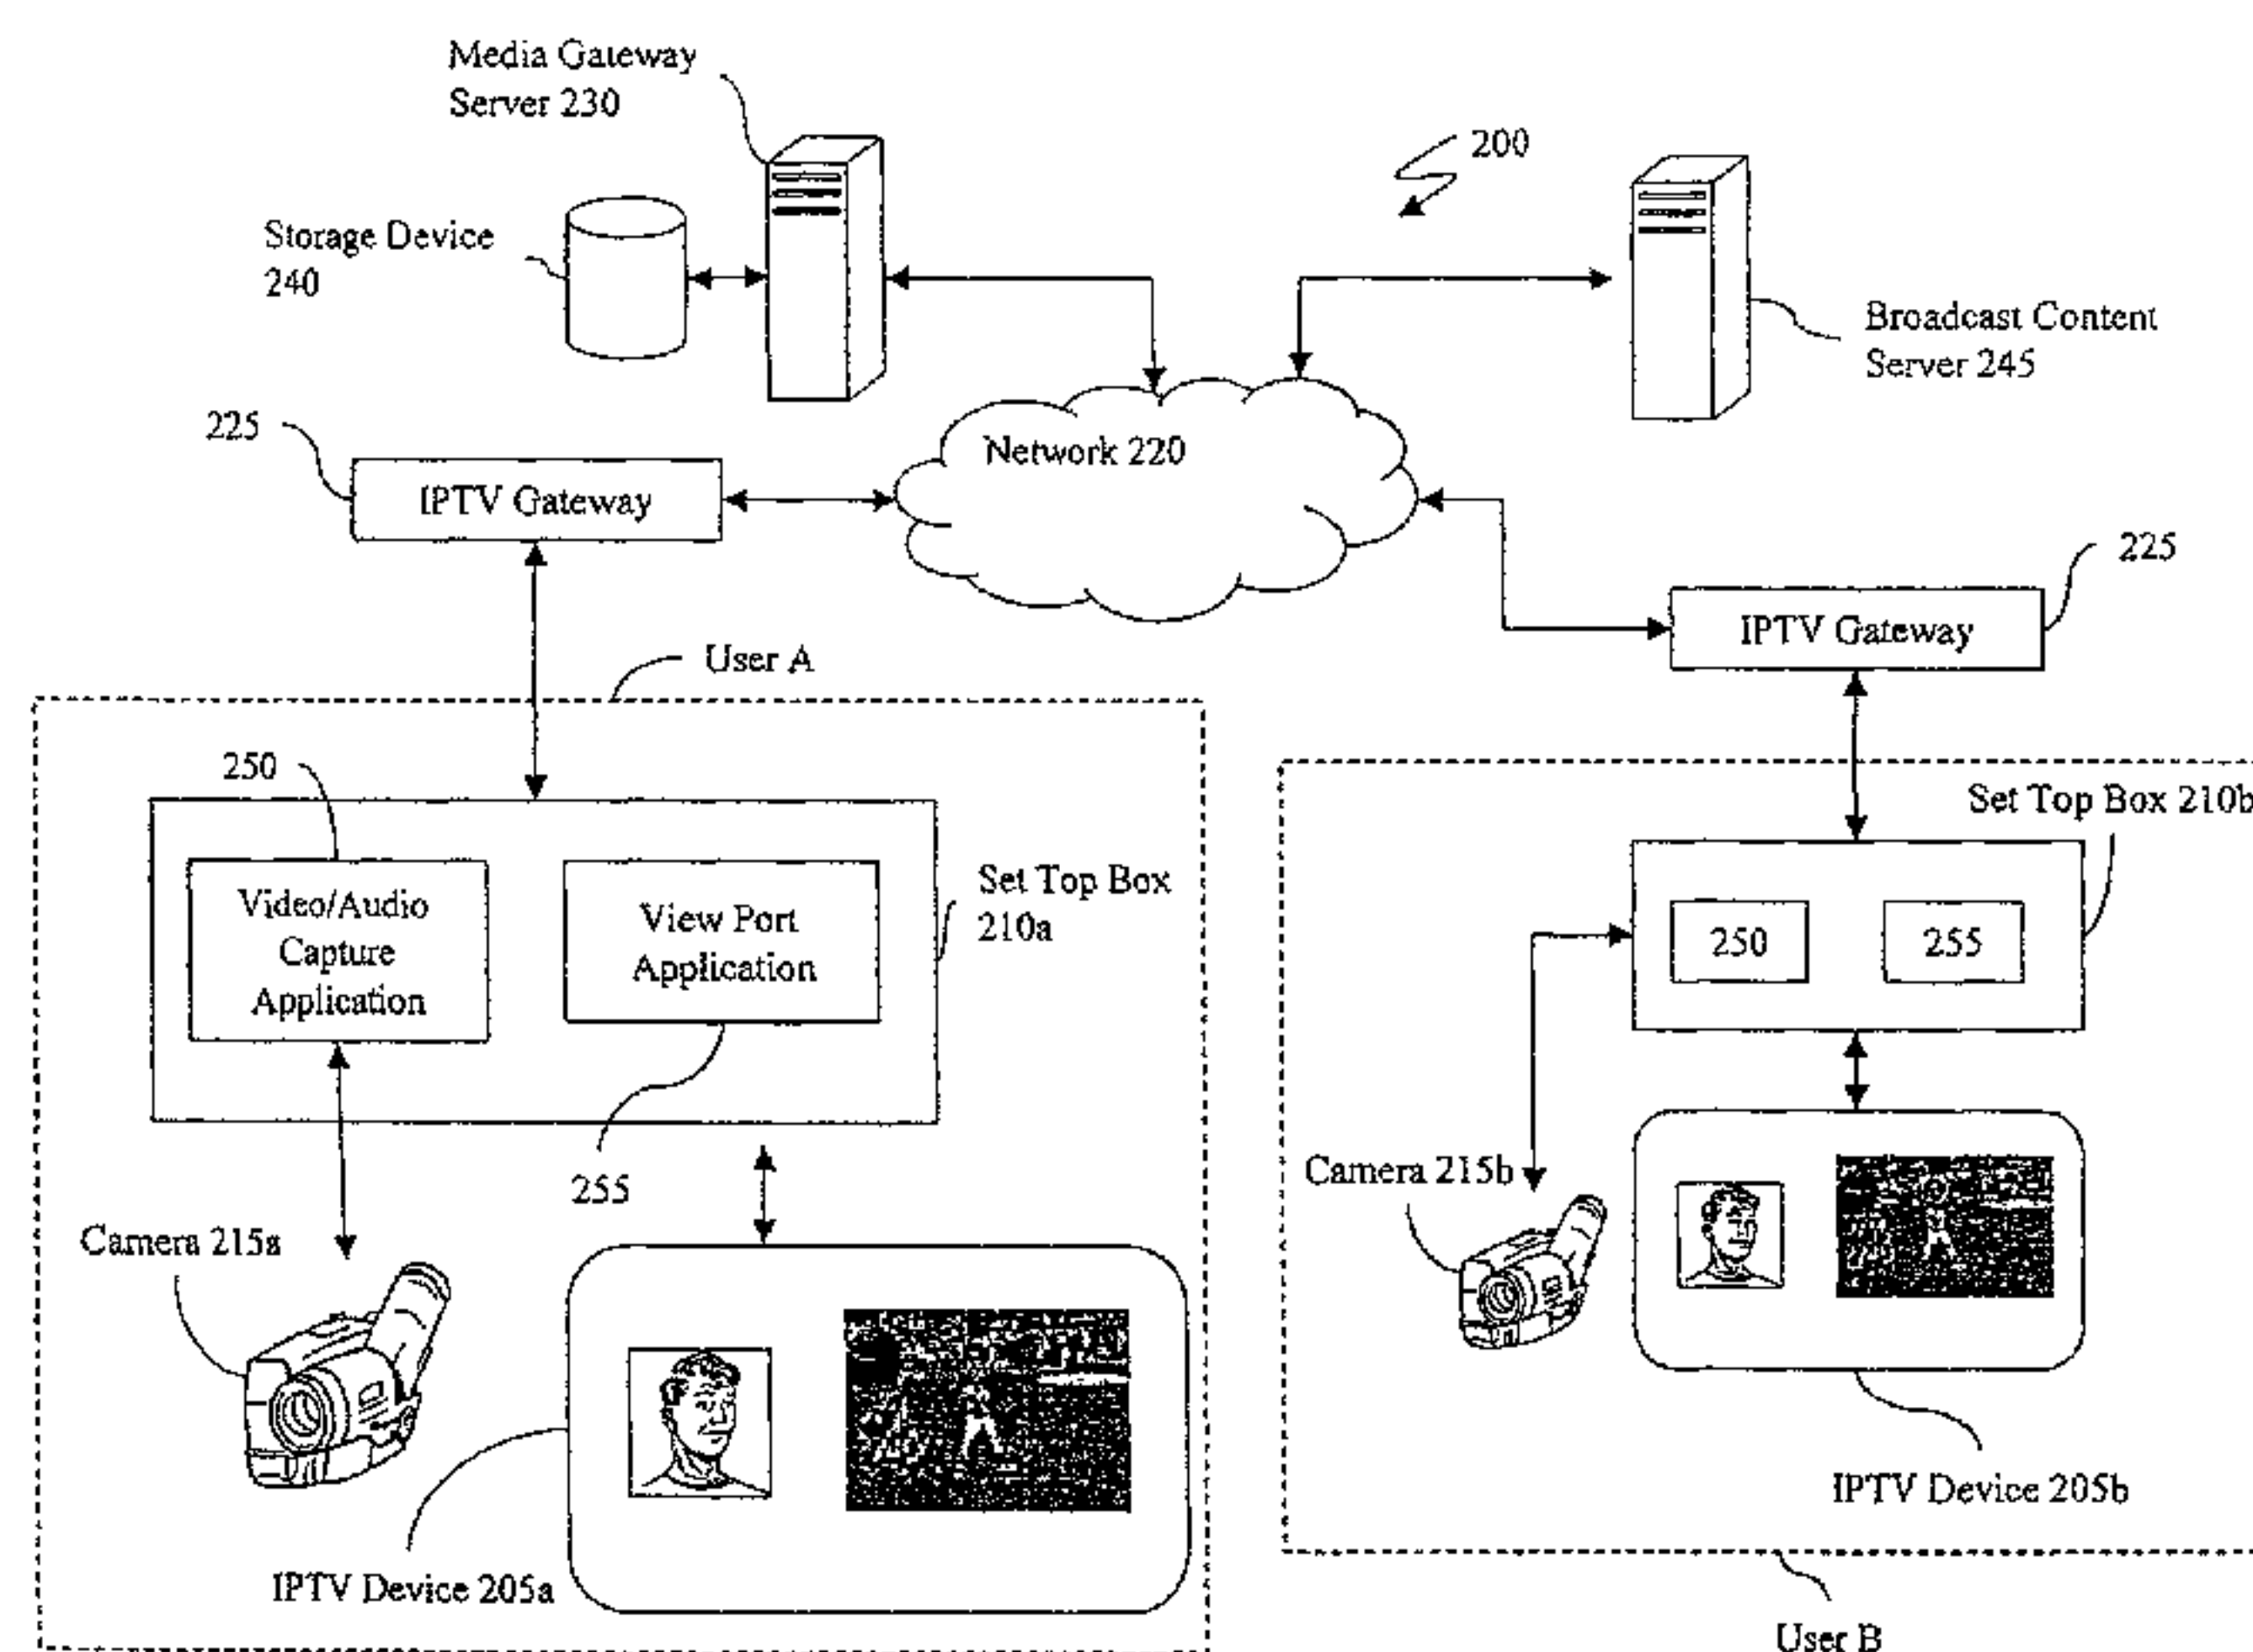 Media Gateway
Server 230
200
Storage Device
240
Broadcast Content
Server 245
225
Network 220
IPTV Gateway
225
IPTV Gateway
User A
250
Set Top Box 210b
Video/Audio
Capture
Application
View Port
Application
Set Top Box
210a
250
255
255
Camera 215b
Camera 215a
IPTV Device 205b
IPTV Device 205a
User B